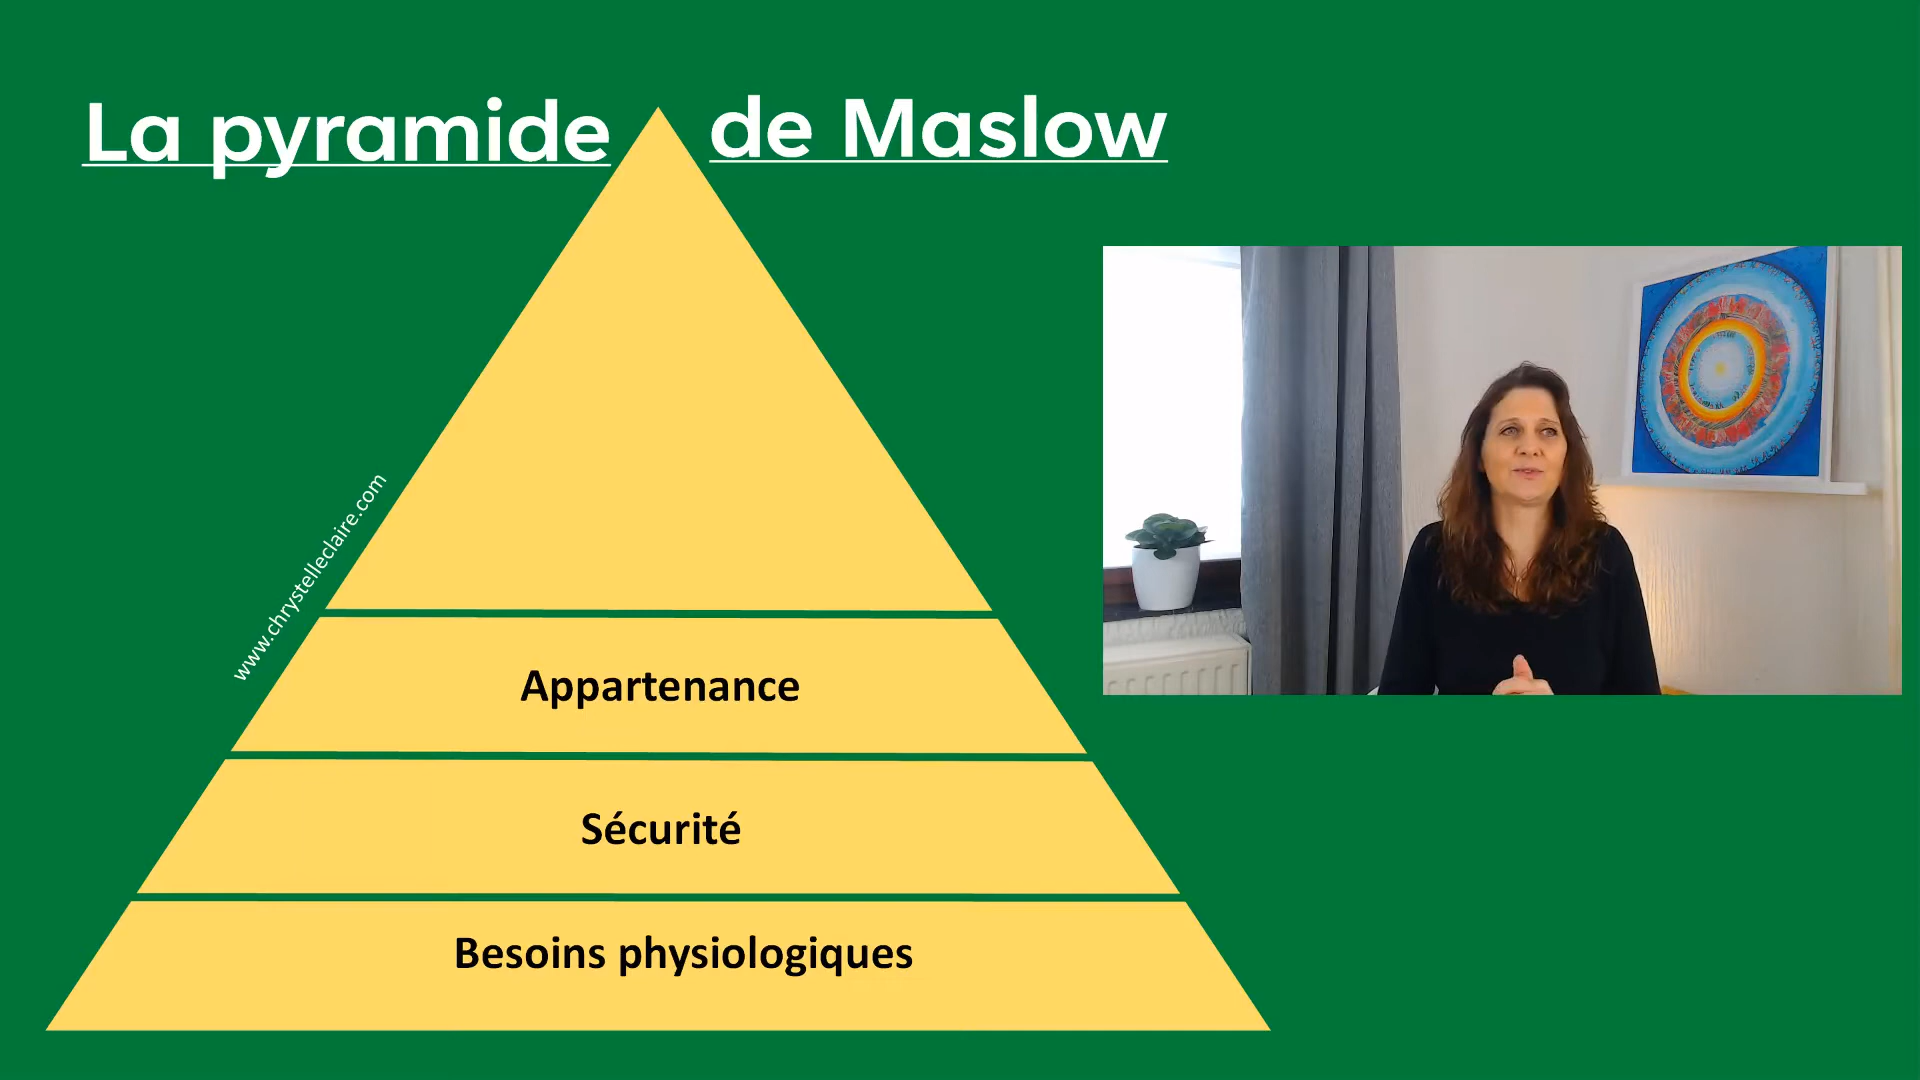 La pyramide de Maslow
www.chrystelleclaire.com
Appartenance
Sécurité
Besoins physiologiques